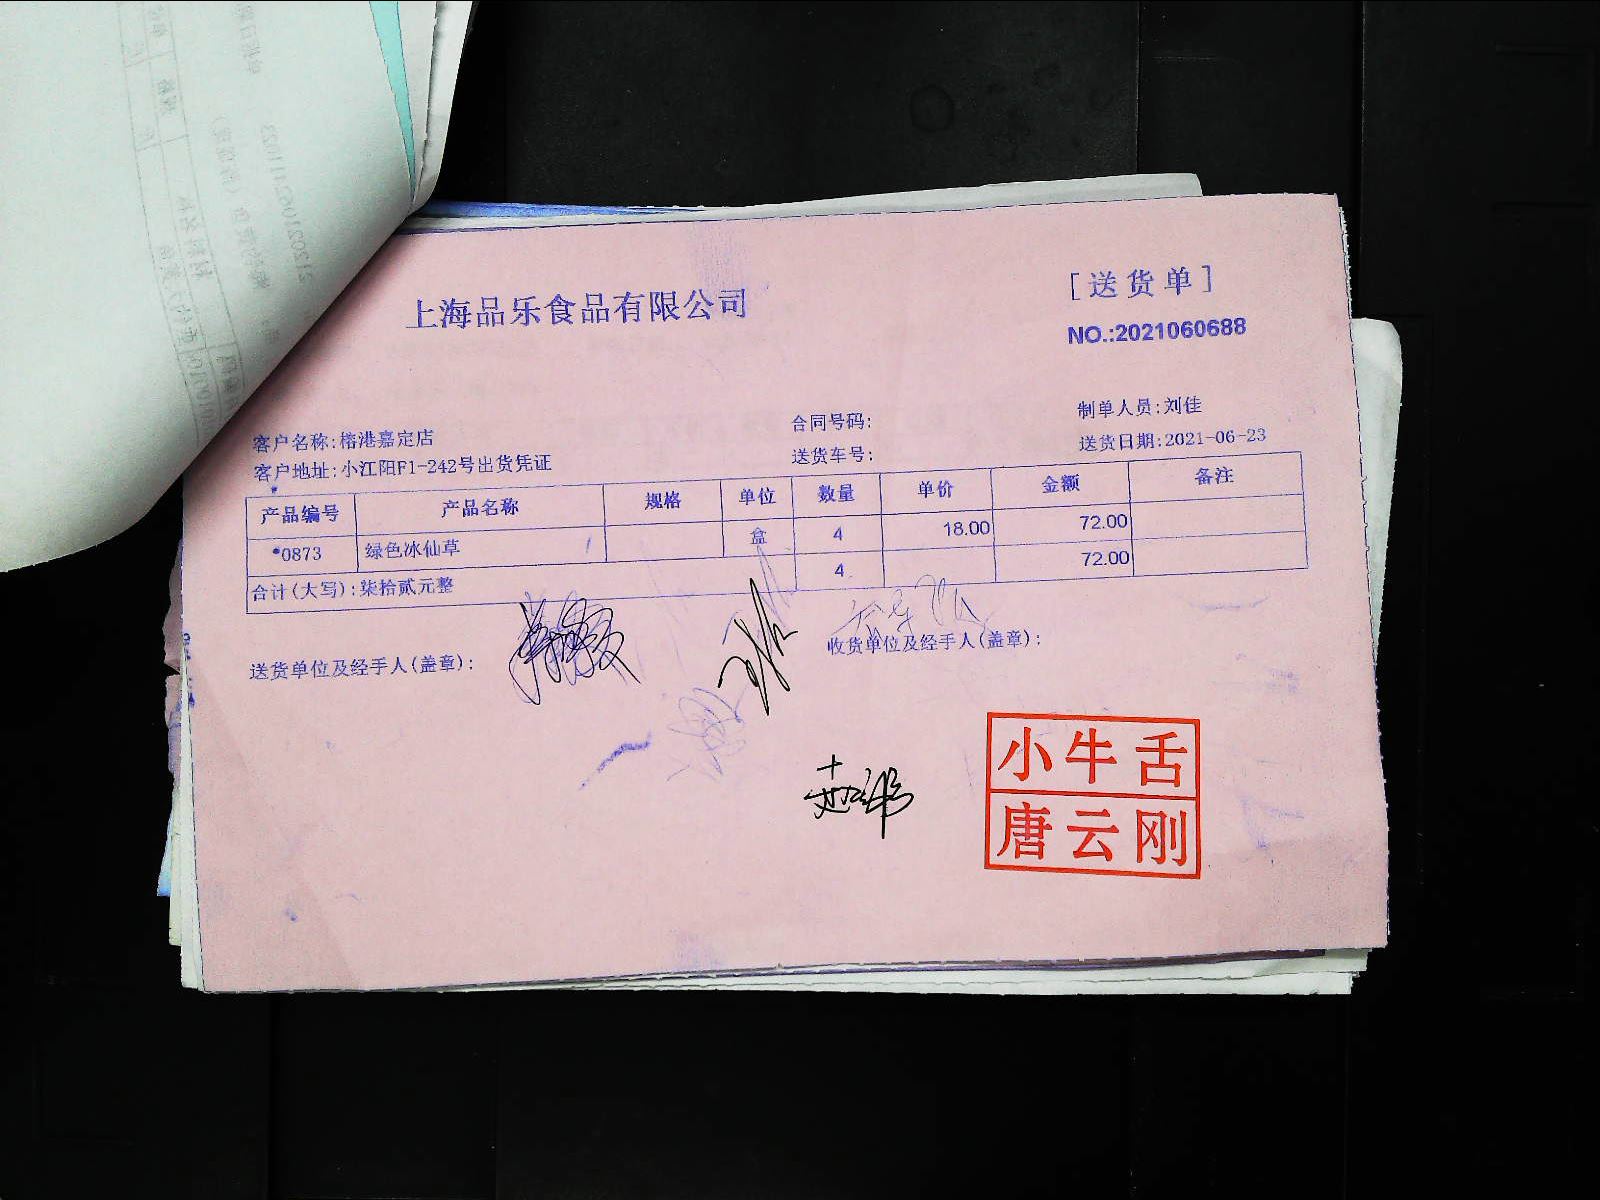 上海品乐食品有限公司
[送货单]
NO.:2021060688
客户名称:榕港嘉定店
合同号码:
制单人员:刘佳
客户地址:小江阳F1-242号出货凭证
送货车号:
送货日期:2021-06-23
产品编号 产品名称 规格 单位 数量 单价 金额 备注
*0873 绿色冰仙草 盒 4 18.00 72.00
合计(大写):柒拾贰元整 4 72.00
送货单位及经手人(盖章):
收货单位及经手人(盖章):
小牛舌
唐云刚